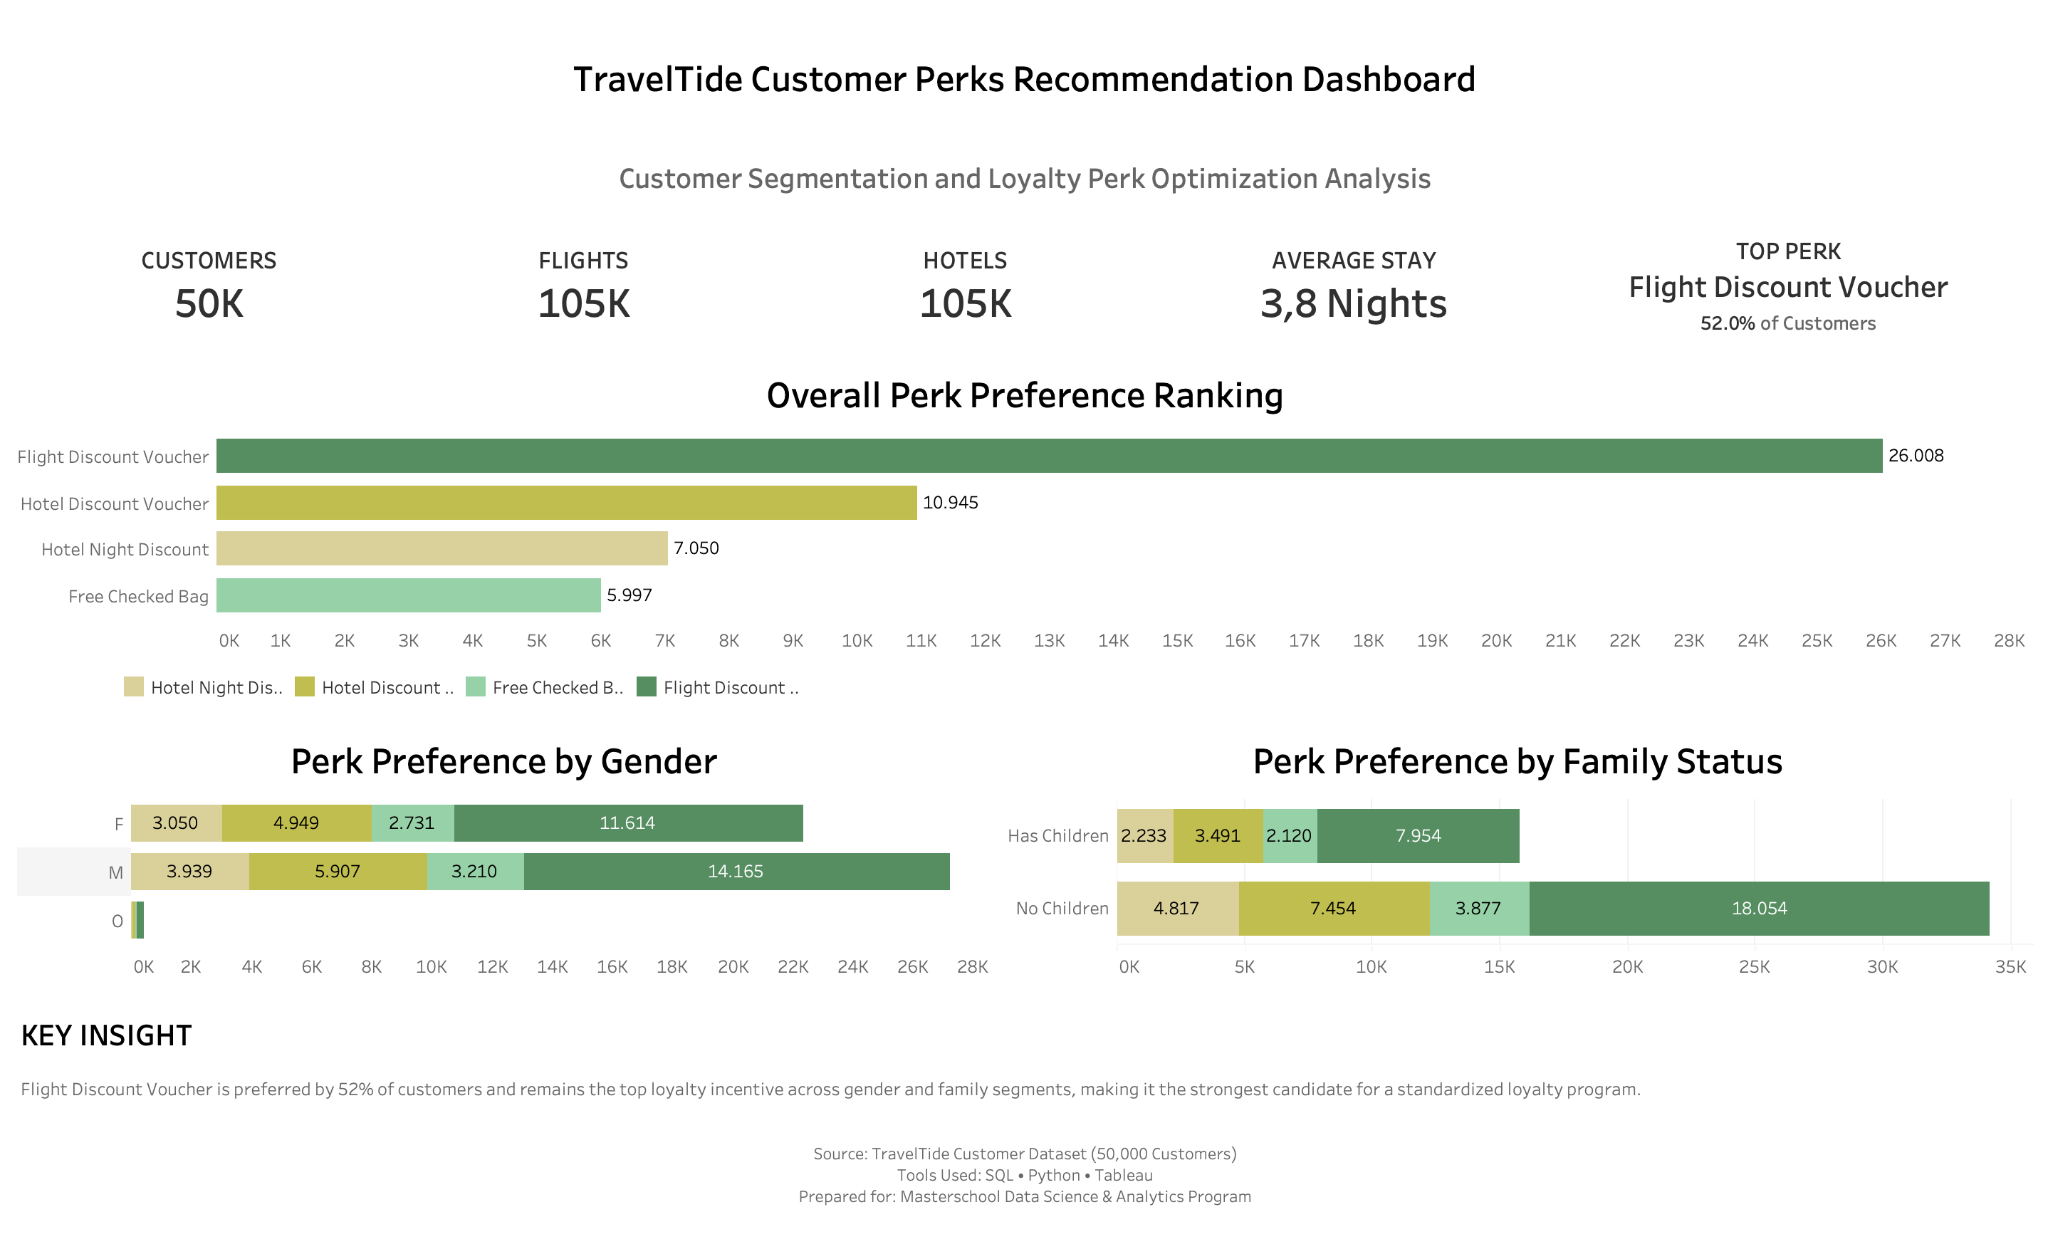 TravelTide Customer Perks Recommendation Dashboard
Customer Segmentation and Loyalty Perk Optimization Analysis
CUSTOMERS
50K
FLIGHTS
105K
HOTELS
105K
AVERAGE STAY
3,8 Nights
TOP PERK
Flight Discount Voucher
52.0% of Customers
Overall Perk Preference Ranking
Flight Discount Voucher 26.008
Hotel Discount Voucher 10.945
Hotel Night Discount 7.050
Free Checked Bag 5.997
0K 1K 2K 3K 4K 5K 6K 7K 8K 9K 10K 11K 12K 13K 14K 15K 16K 17K 18K 19K 20K 21K 22K 23K 24K 25K 26K 27K 28K
Hotel Night Dis.. Hotel Discount .. Free Checked B.. Flight Discount ..
Perk Preference by Gender
F 3.050 4.949 2.731 11.614
M 3.939 5.907 3.210 14.165
O
0K 2K 4K 6K 8K 10K 12K 14K 16K 18K 20K 22K 24K 26K 28K
Perk Preference by Family Status
Has Children 2.233 3.491 2.120 7.954
No Children 4.817 7.454 3.877 18.054
0K 5K 10K 15K 20K 25K 30K 35K
KEY INSIGHT
Flight Discount Voucher is preferred by 52% of customers and remains the top loyalty incentive across gender and family segments, making it the strongest candidate for a standardized loyalty program.
Source: TravelTide Customer Dataset (50,000 Customers)
Tools Used: SQL • Python • Tableau
Prepared for: Masterschool Data Science & Analytics Program